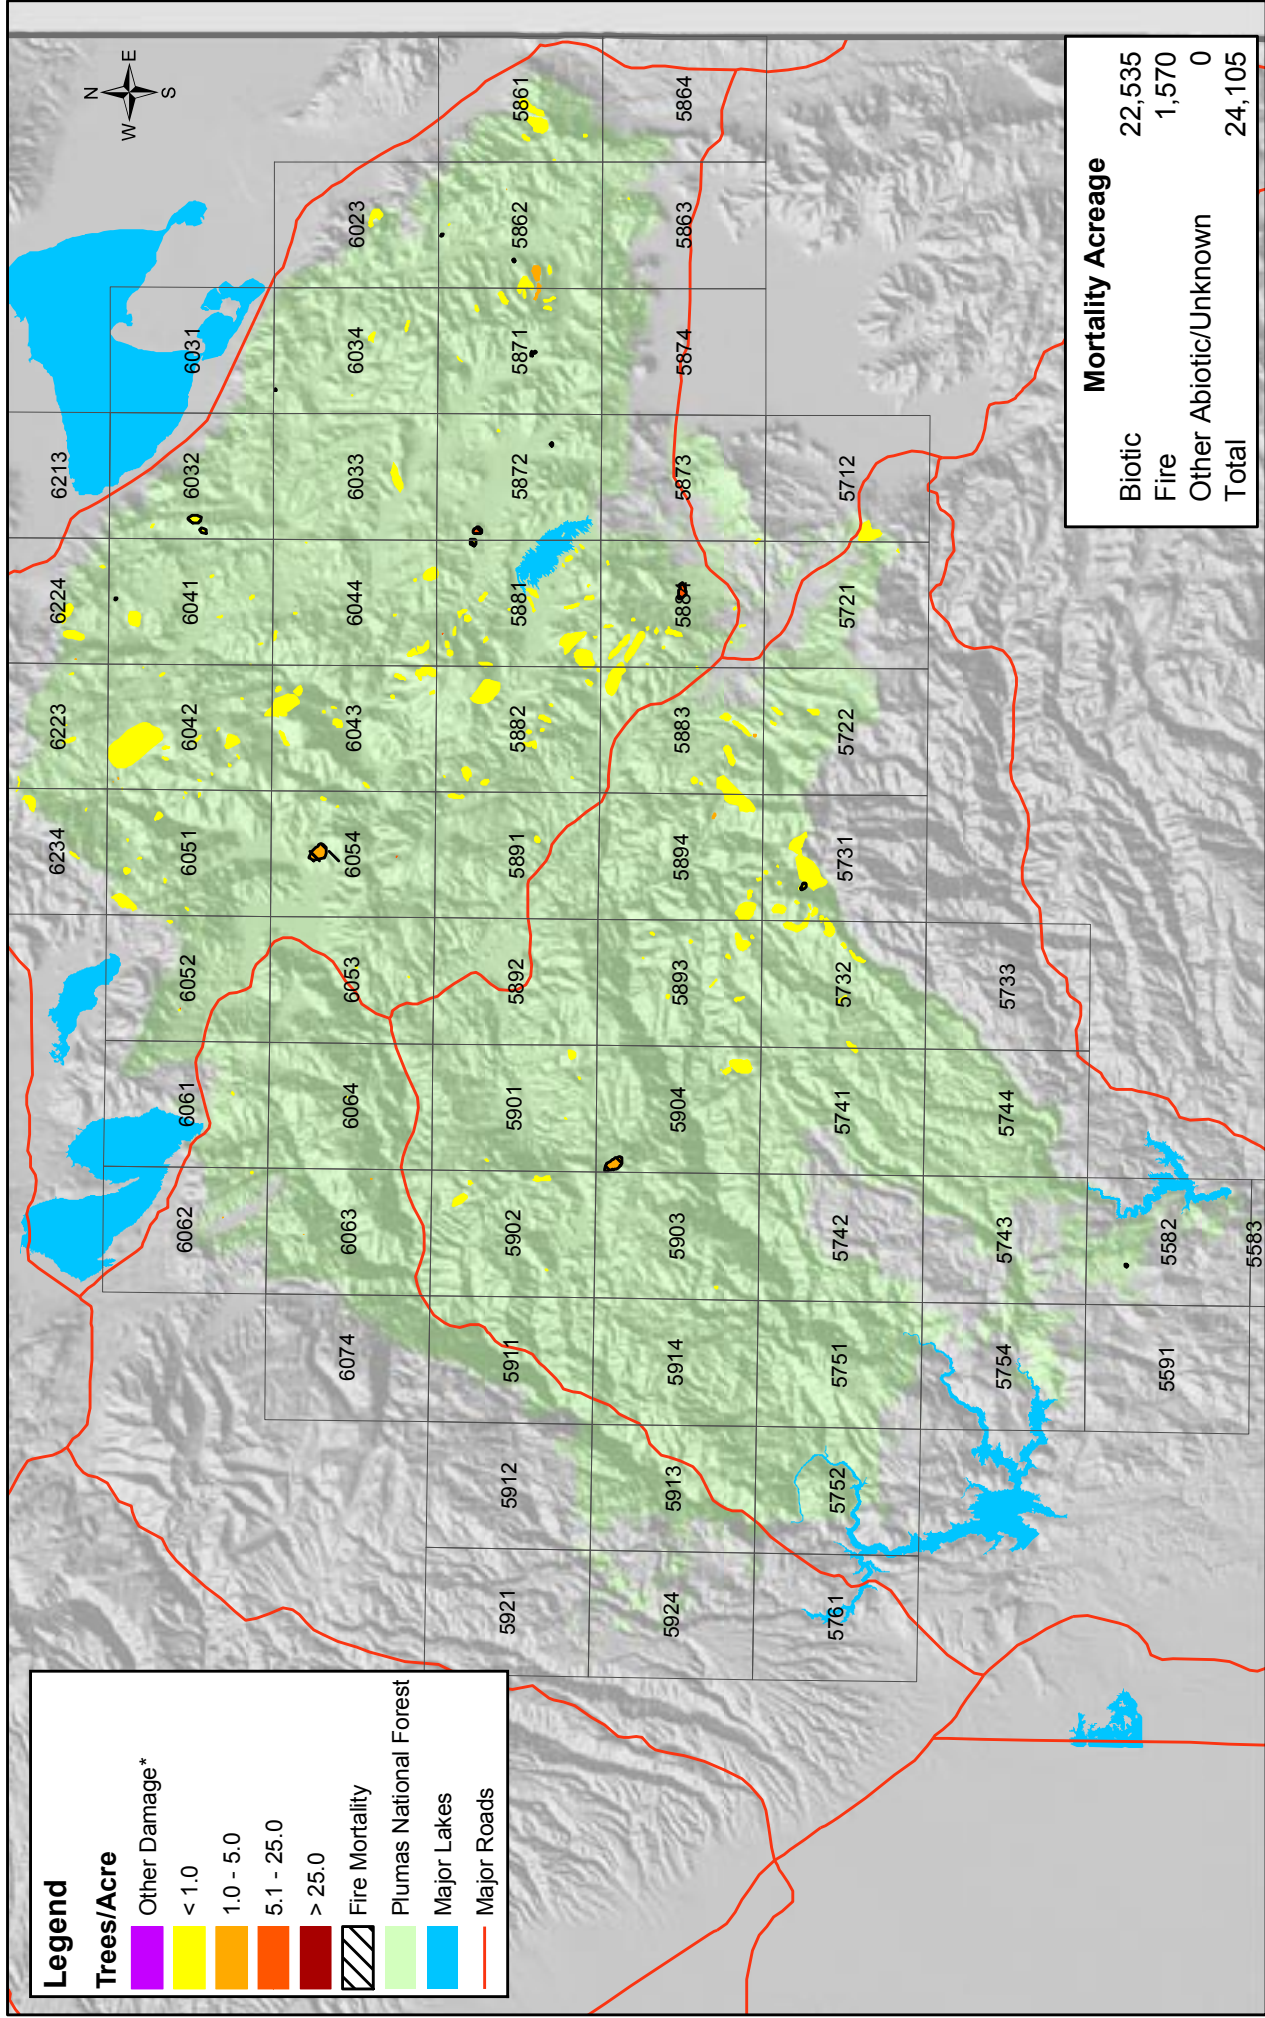 Legend
Trees/Acre
Other Damage*
< 1.0
1.0 - 5.0
5.1 - 25.0
> 25.0
Fire Mortality
Plumas National Forest
Major Lakes
Major Roads
N
W E
S
6213
6234 6223 6224
6062 6061 6052 6051 6042 6041 6032 6031
6074 6063 6064 6053 6054 6043 6044 6033 6034 6023
5921 5912 5911 5902 5901 5892 5891 5882 5881 5872 5871 5862 5861
5924 5913 5914 5903 5904 5893 5894 5883 5884 5873 5874 5863 5864
5761 5752 5751 5742 5741 5732 5731 5722 5721 5712
5754 5743 5744 5733
5591 5582
5583
Mortality Acreage
Biotic 22,535
Fire 1,570
Other Abiotic/Unknown 0
Total 24,105